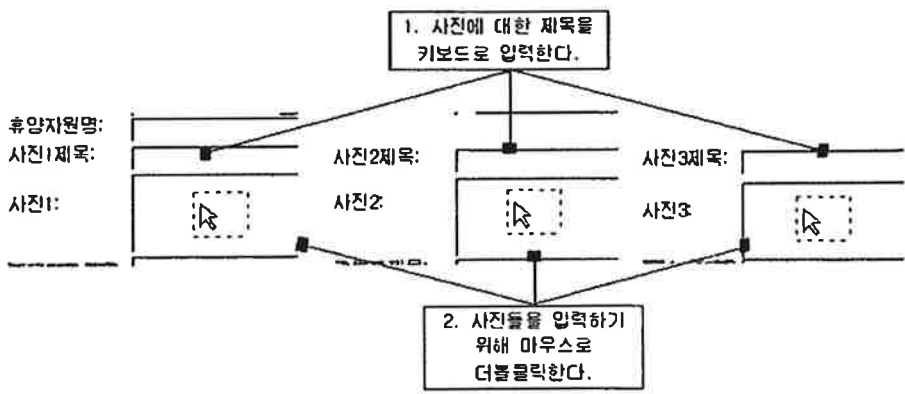 1. 사진에 대한 제목을
키보드로 입력한다.
휴양자원명:
사진1제목:
사진2제목:
사진3제목:
사진1:
사진2:
사진3:
2. 사진들을 입력하기
위해 마우스로
더블클릭한다.